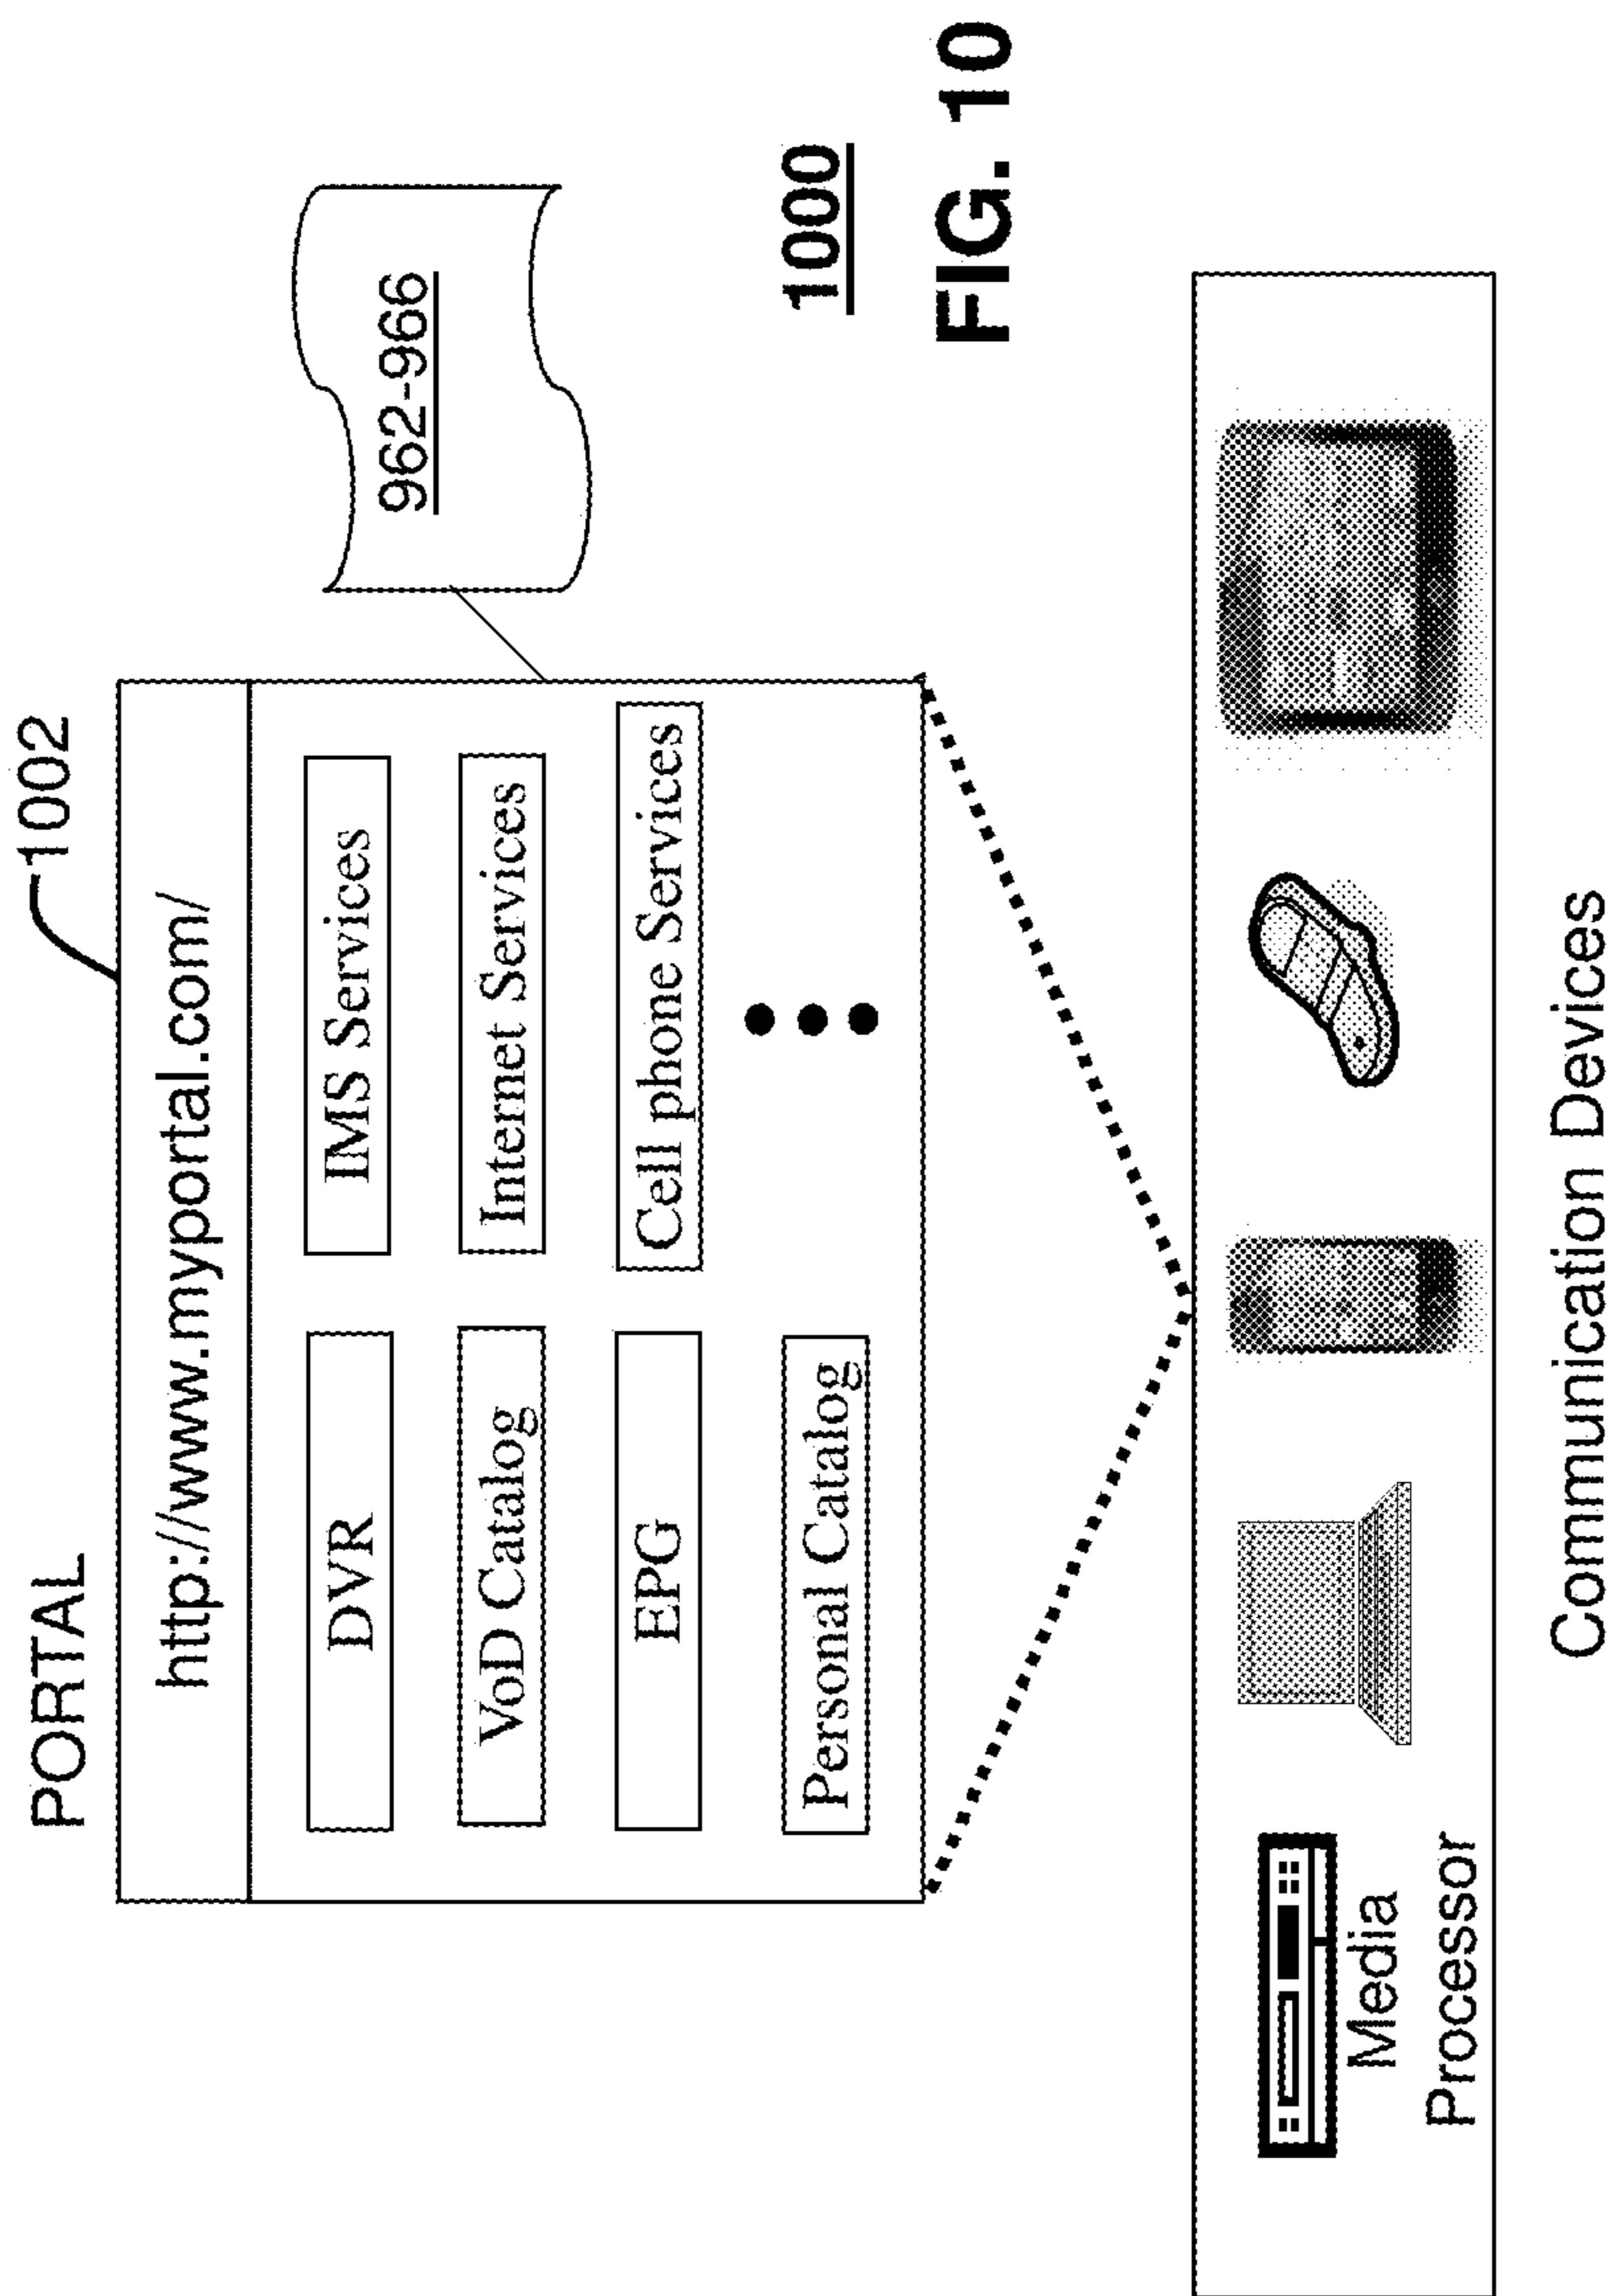 PORTAL
1002
http://www.myportal.com/
DVR
IMS Services
VoD Catalog
Internet Services
EPG
Cell phone Services
Personal Catalog
962-966
1000
FIG. 10
Media
Processor
Communication Devices